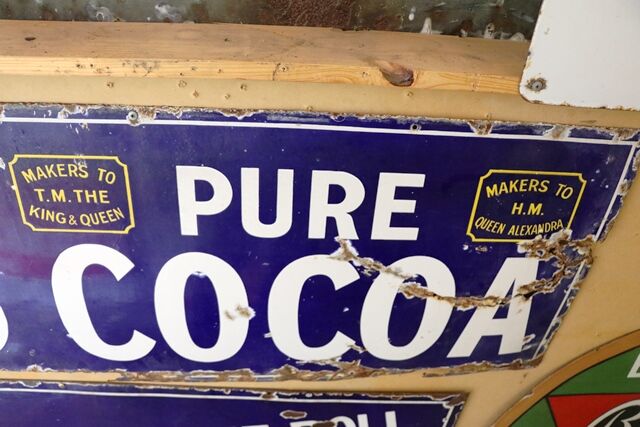 MAKERS TO
T.M. THE
KING & QUEEN
PURE
MAKERS TO
H.M.
QUEEN ALEXANDRA
COCOA